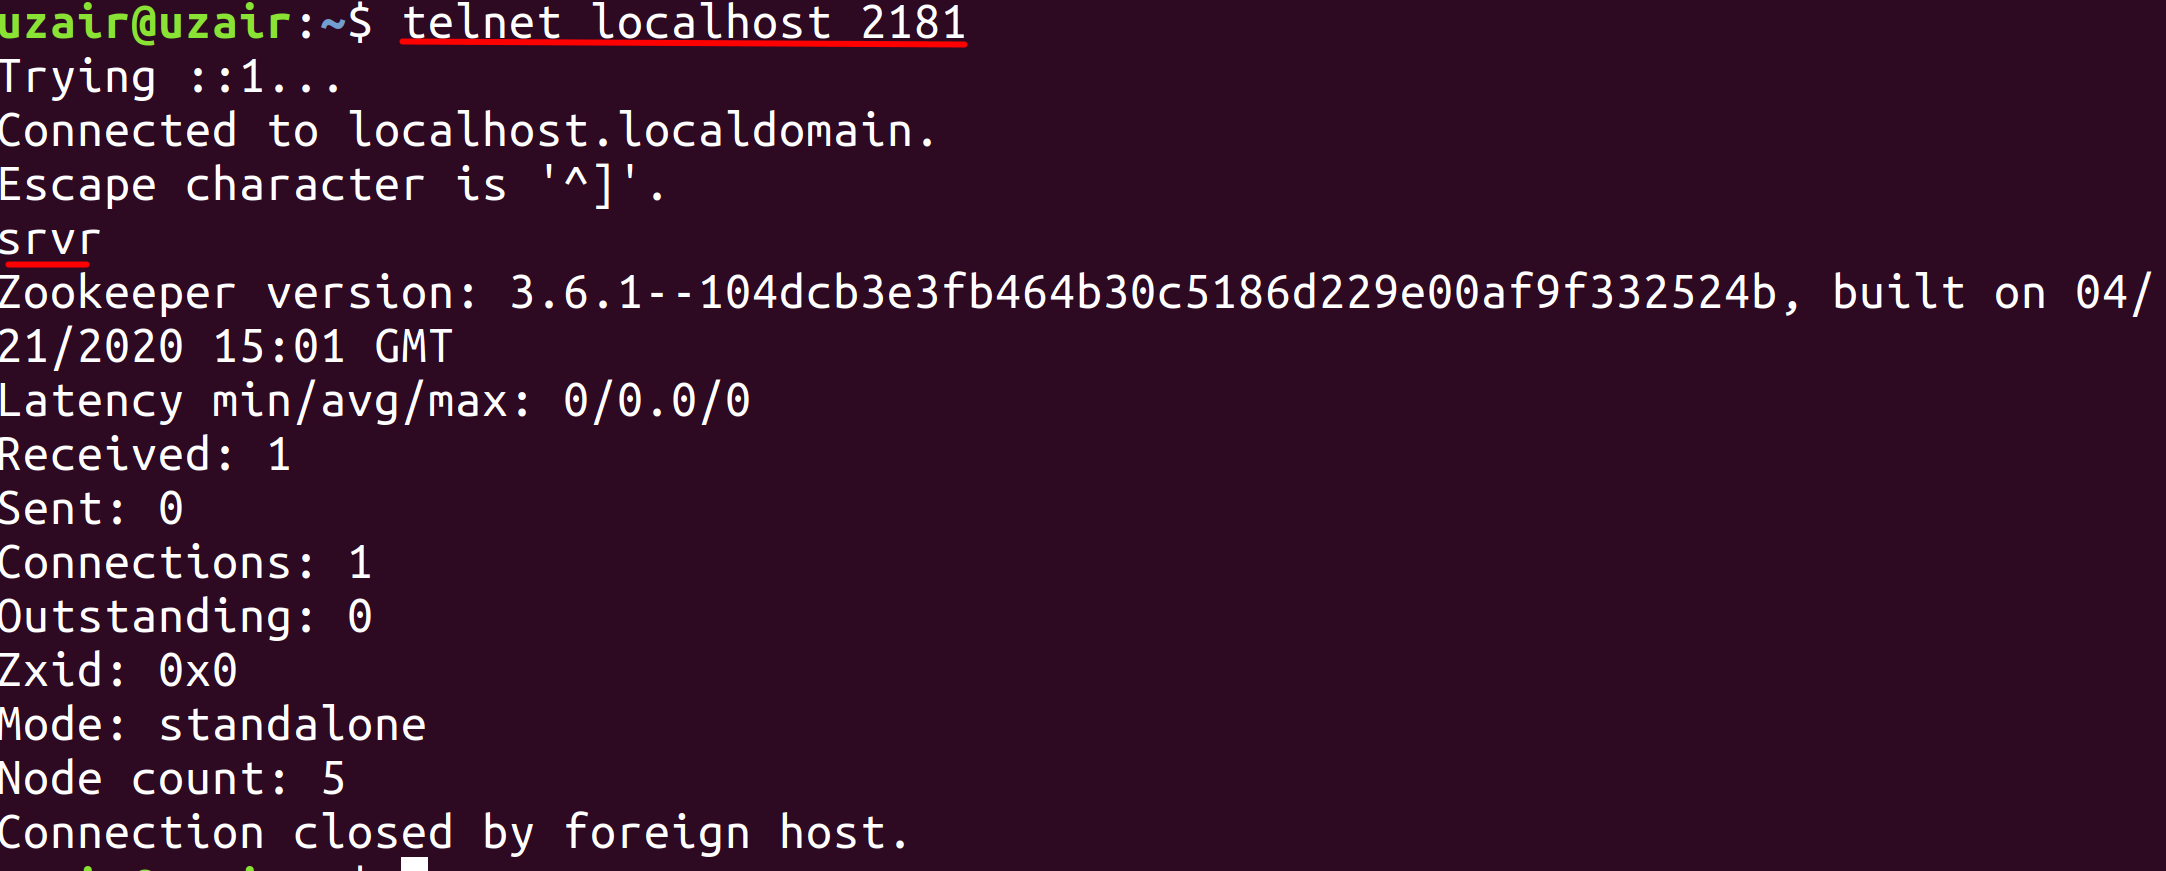 uzair@uzair:~$ telnet localhost 2181
Trying ::1...
Connected to localhost.localdomain.
Escape character is '^]'.
srvr
Zookeeper version: 3.6.1--104dcb3e3fb464b30c5186d229e00af9f332524b, built on 04/
21/2020 15:01 GMT
Latency min/avg/max: 0/0.0/0
Received: 1
Sent: 0
Connections: 1
Outstanding: 0
Zxid: 0x0
Mode: standalone
Node count: 5
Connection closed by foreign host.